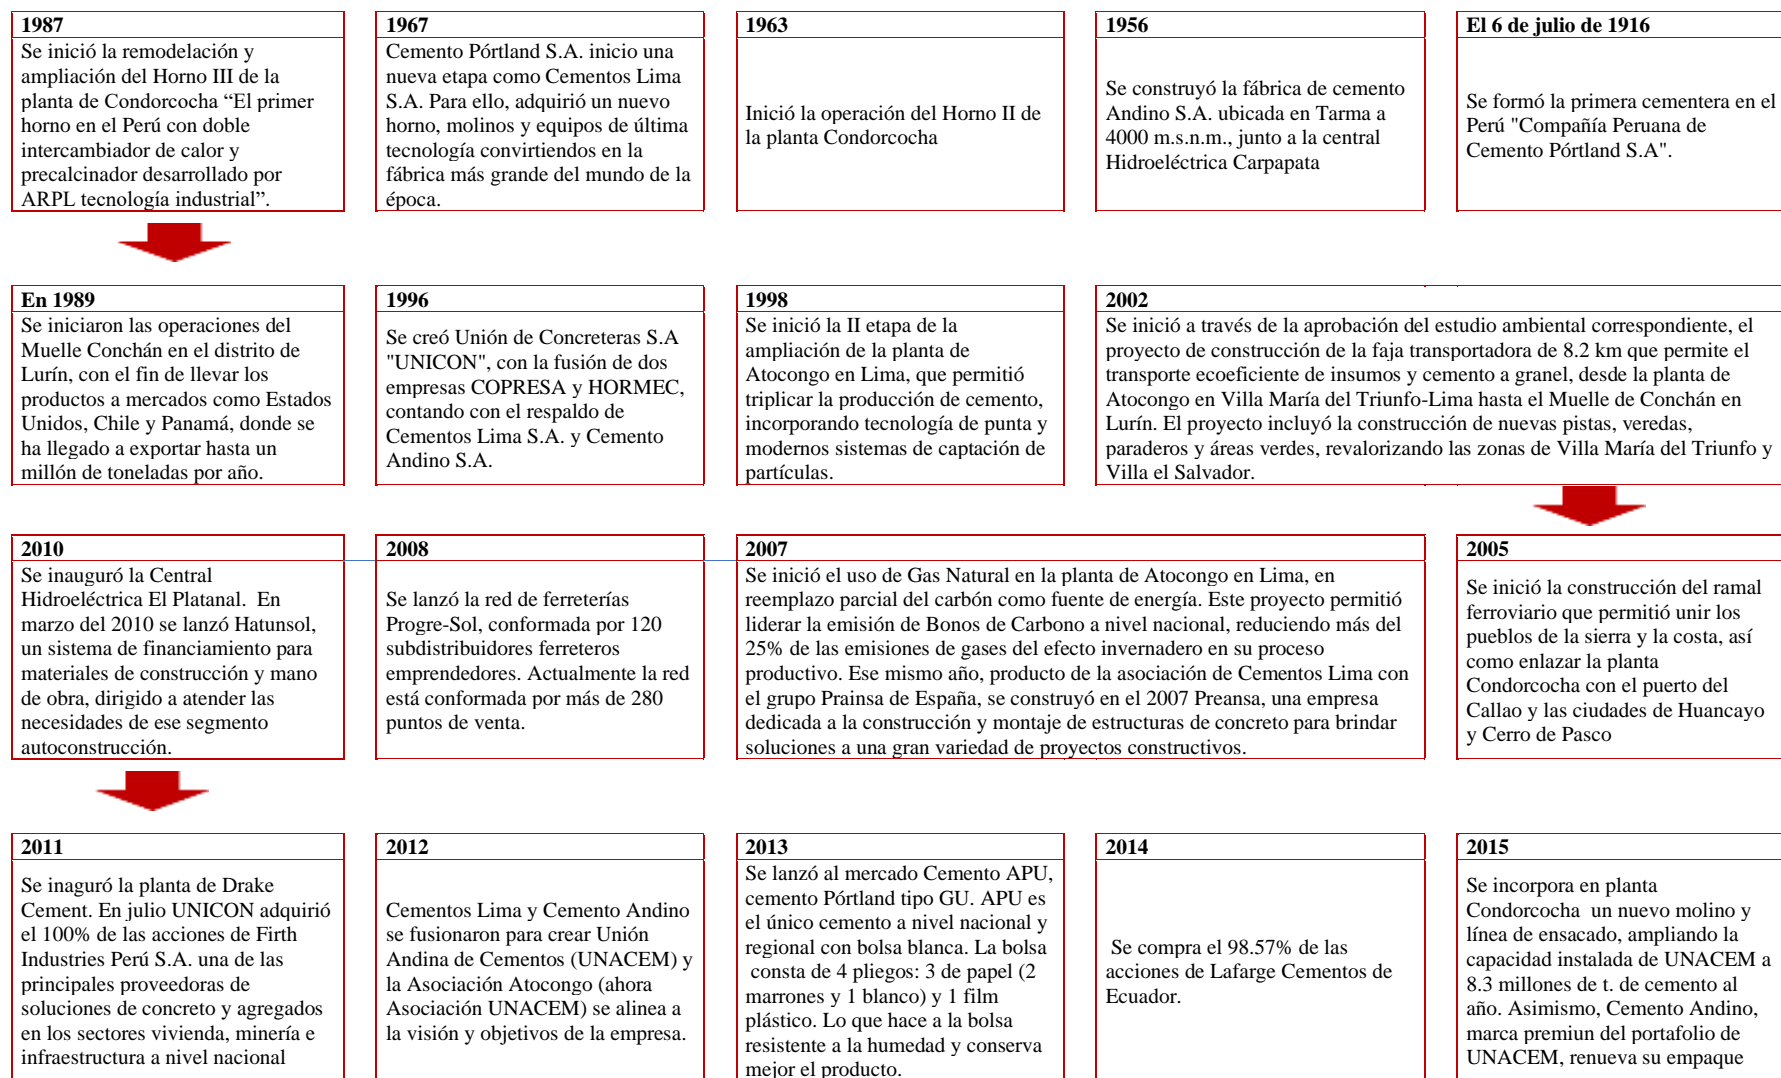 1987
Se inició la remodelación y
ampliación del Horno III de la
planta de Condorcocha “El primer
horno en el Perú con doble
intercambiador de calor y
precalcinador desarrollado por
ARPL tecnología industrial”.
1967
Cemento Pórtland S.A. inicio una
nueva etapa como Cementos Lima
S.A. Para ello, adquirió un nuevo
horno, molinos y equipos de última
tecnología convirtiendos en la
fábrica más grande del mundo de la
época.
1963
Inició la operación del Horno II de
la planta Condorcocha
1956
Se construyó la fábrica de cemento
Andino S.A. ubicada en Tarma a
4000 m.s.n.m., junto a la central
Hidroeléctrica Carpapata
El 6 de julio de 1916
Se formó la primera cementera en el
Perú "Compañía Peruana de
Cemento Pórtland S.A".
En 1989
Se iniciaron las operaciones del
Muelle Conchán en el distrito de
Lurín, con el fin de llevar los
productos a mercados como Estados
Unidos, Chile y Panamá, donde se
ha llegado a exportar hasta un
millón de toneladas por año.
1996
Se creó Unión de Concreteras S.A
"UNICON", con la fusión de dos
empresas COPRESA y HORMEC,
contando con el respaldo de
Cementos Lima S.A. y Cemento
Andino S.A.
1998
Se inició la II etapa de la
ampliación de la planta de
Atocongo en Lima, que permitió
triplicar la producción de cemento,
incorporando tecnología de punta y
modernos sistemas de captación de
partículas.
2002
Se inició a través de la aprobación del estudio ambiental correspondiente, el
proyecto de construcción de la faja transportadora de 8.2 km que permite el
transporte ecoeficiente de insumos y cemento a granel, desde la planta de
Atocongo en Villa María del Triunfo-Lima hasta el Muelle de Conchán en
Lurín. El proyecto incluyó la construcción de nuevas pistas, veredas,
paraderos y áreas verdes, revalorizando las zonas de Villa María del Triunfo y
Villa el Salvador.
2010
Se inauguró la Central
Hidroeléctrica El Platanal. En
marzo del 2010 se lanzó Hatunsol,
un sistema de financiamiento para
materiales de construcción y mano
de obra, dirigido a atender las
necesidades de ese segmento
autoconstrucción.
2008
Se lanzó la red de ferreterías
Progre-Sol, conformada por 120
subdistribuidores ferreteros
emprendedores. Actualmente la red
está conformada por más de 280
puntos de venta.
2007
Se inició el uso de Gas Natural en la planta de Atocongo en Lima, en
reemplazo parcial del carbón como fuente de energía. Este proyecto permitió
liderar la emisión de Bonos de Carbono a nivel nacional, reduciendo más del
25% de las emisiones de gases del efecto invernadero en su proceso
productivo. Ese mismo año, producto de la asociación de Cementos Lima con
el grupo Prainsa de España, se construyó en el 2007 Preansa, una empresa
dedicada a la construcción y montaje de estructuras de concreto para brindar
soluciones a una gran variedad de proyectos constructivos.
2005
Se inició la construcción del ramal
ferroviario que permitió unir los
pueblos de la sierra y la costa, así
como enlazar la planta
Condorcocha con el puerto del
Callao y las ciudades de Huancayo
y Cerro de Pasco
2011
Se inaguró la planta de Drake
Cement. En julio UNICON adquirió
el 100% de las acciones de Firth
Industries Perú S.A. una de las
principales proveedoras de
soluciones de concreto y agregados
en los sectores vivienda, minería e
infraestructura a nivel nacional
2012
Cementos Lima y Cemento Andino
se fusionaron para crear Unión
Andina de Cementos (UNACEM) y
la Asociación Atocongo (ahora
Asociación UNACEM) se alinea a
la visión y objetivos de la empresa.
2013
Se lanzó al mercado Cemento APU,
cemento Pórtland tipo GU. APU es
el único cemento a nivel nacional y
regional con bolsa blanca. La bolsa
consta de 4 pliegos: 3 de papel (2
marrones y 1 blanco) y 1 film
plástico. Lo que hace a la bolsa
resistente a la humedad y conserva
mejor el producto.
2014
Se compra el 98.57% de las
acciones de Lafarge Cementos de
Ecuador.
2015
Se incorpora en planta
Condorcocha un nuevo molino y
línea de ensacado, ampliando la
capacidad instalada de UNACEM a
8.3 millones de t. de cemento al
año. Asimismo, Cemento Andino,
marca premiun del portafolio de
UNACEM, renueva su empaque